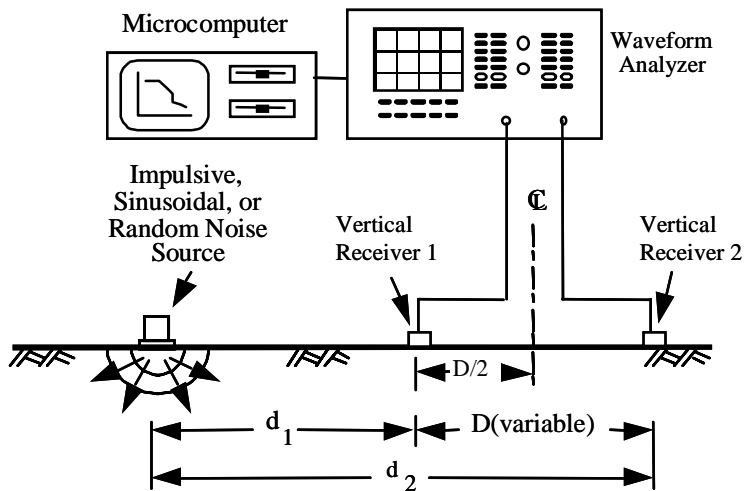 Microcomputer
Waveform
Analyzer
Impulsive,
Sinusoidal, or
Random Noise
Source
Vertical
Receiver 1
℄
Vertical
Receiver 2
D/2
d1
D(variable)
d2